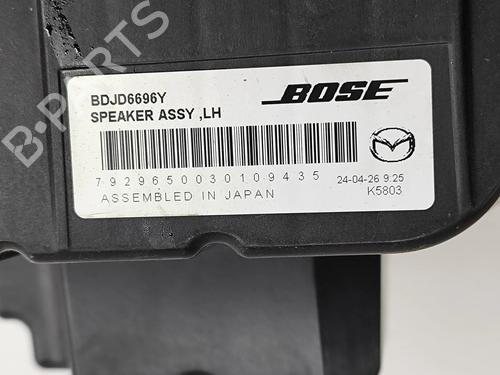 BDJD6696Y
BOSE
SPEAKER ASSY ,LH
7929650030109435
24-04-26 9:25
ASSEMBLED IN JAPAN
K5803
B-PARTS